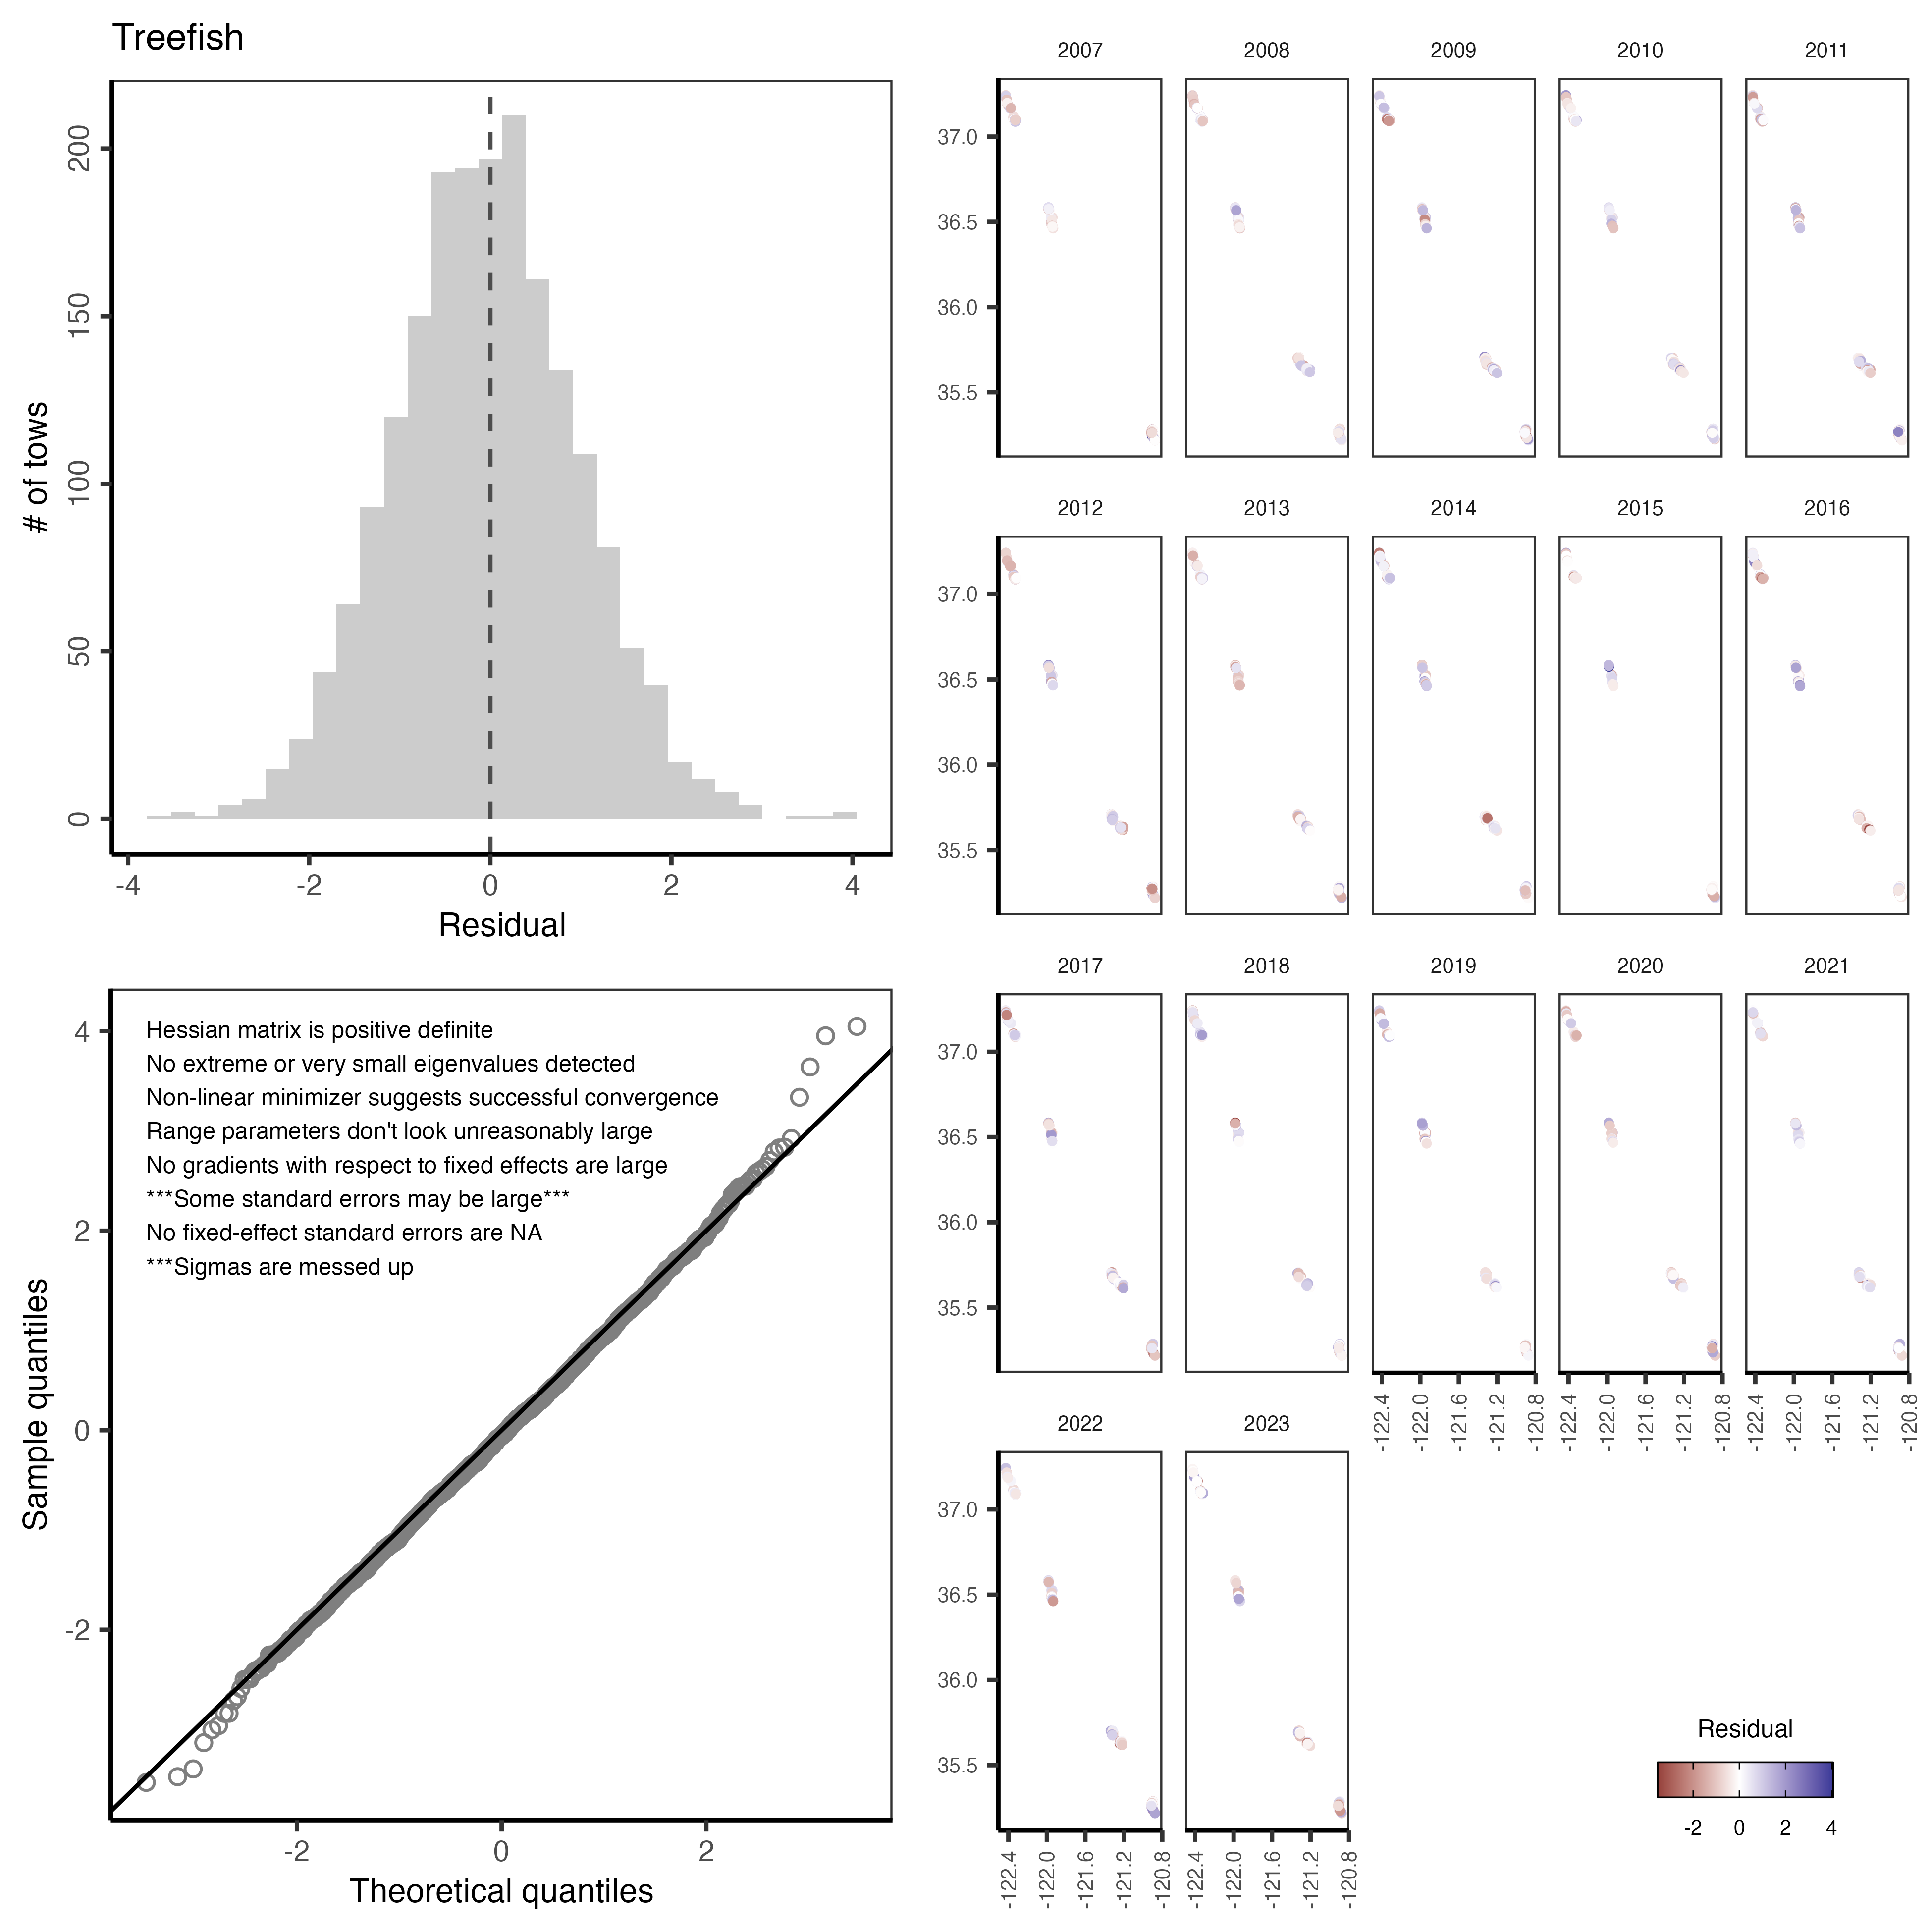 Treefish
# of tows
200
150
100
50
0
-4 -2 0 2 4
Residual
Hessian matrix is positive definite
No extreme or very small eigenvalues detected
Non-linear minimizer suggests successful convergence
Range parameters don't look unreasonably large
No gradients with respect to fixed effects are large
***Some standard errors may be large***
No fixed-effect standard errors are NA
***Sigmas are messed up
Sample quantiles
4
2
0
-2
-2 0 2
Theoretical quantiles
2007 2008 2009 2010 2011
37.0
36.5
36.0
35.5
2012 2013 2014 2015 2016
37.0
36.5
36.0
35.5
2017 2018 2019 2020 2021
37.0
36.5
36.0
35.5
-122.4 -122.0 -121.6 -121.2 -120.8 -122.4 -122.0 -121.6 -121.2 -120.8 -122.4 -122.0 -121.6 -121.2 -120.8
2022 2023
37.0
36.5
36.0
35.5
-122.4 -122.0 -121.6 -121.2 -120.8 -122.4 -122.0 -121.6 -121.2 -120.8
Residual
-2 0 2 4